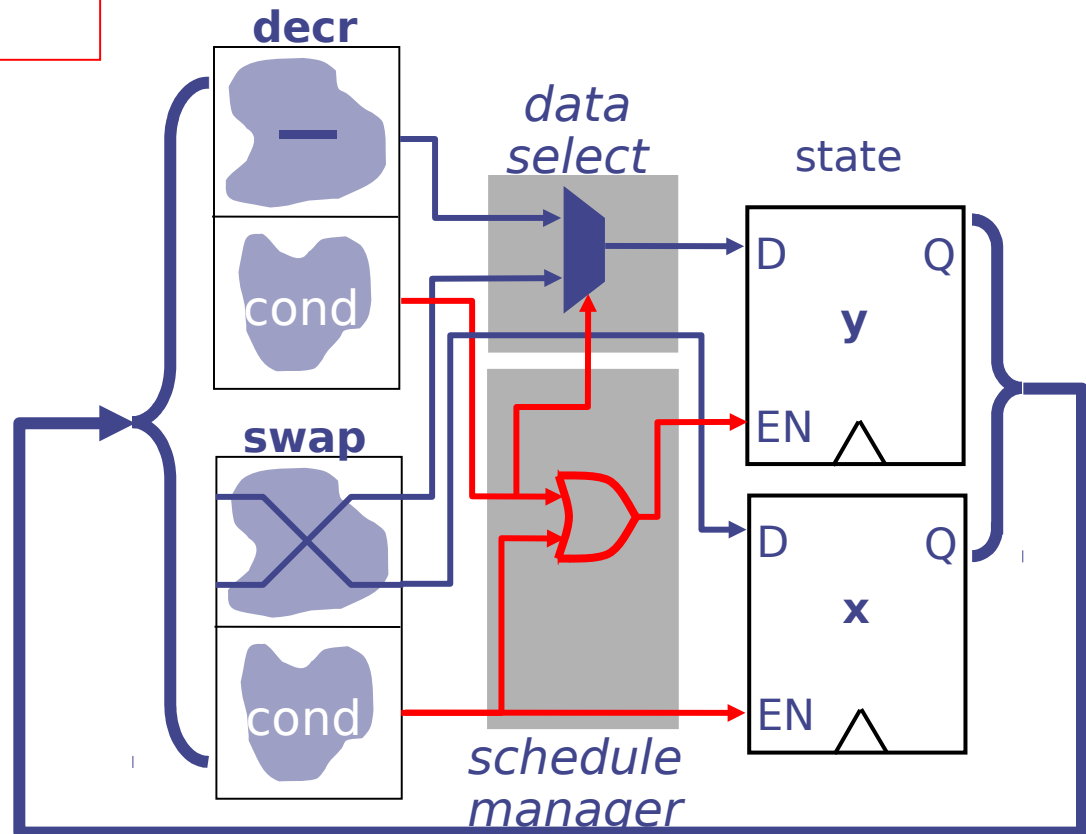 decr
data
select
state
D
Q
y
EN
cond
swap
D
Q
x
EN
cond
schedule
manager